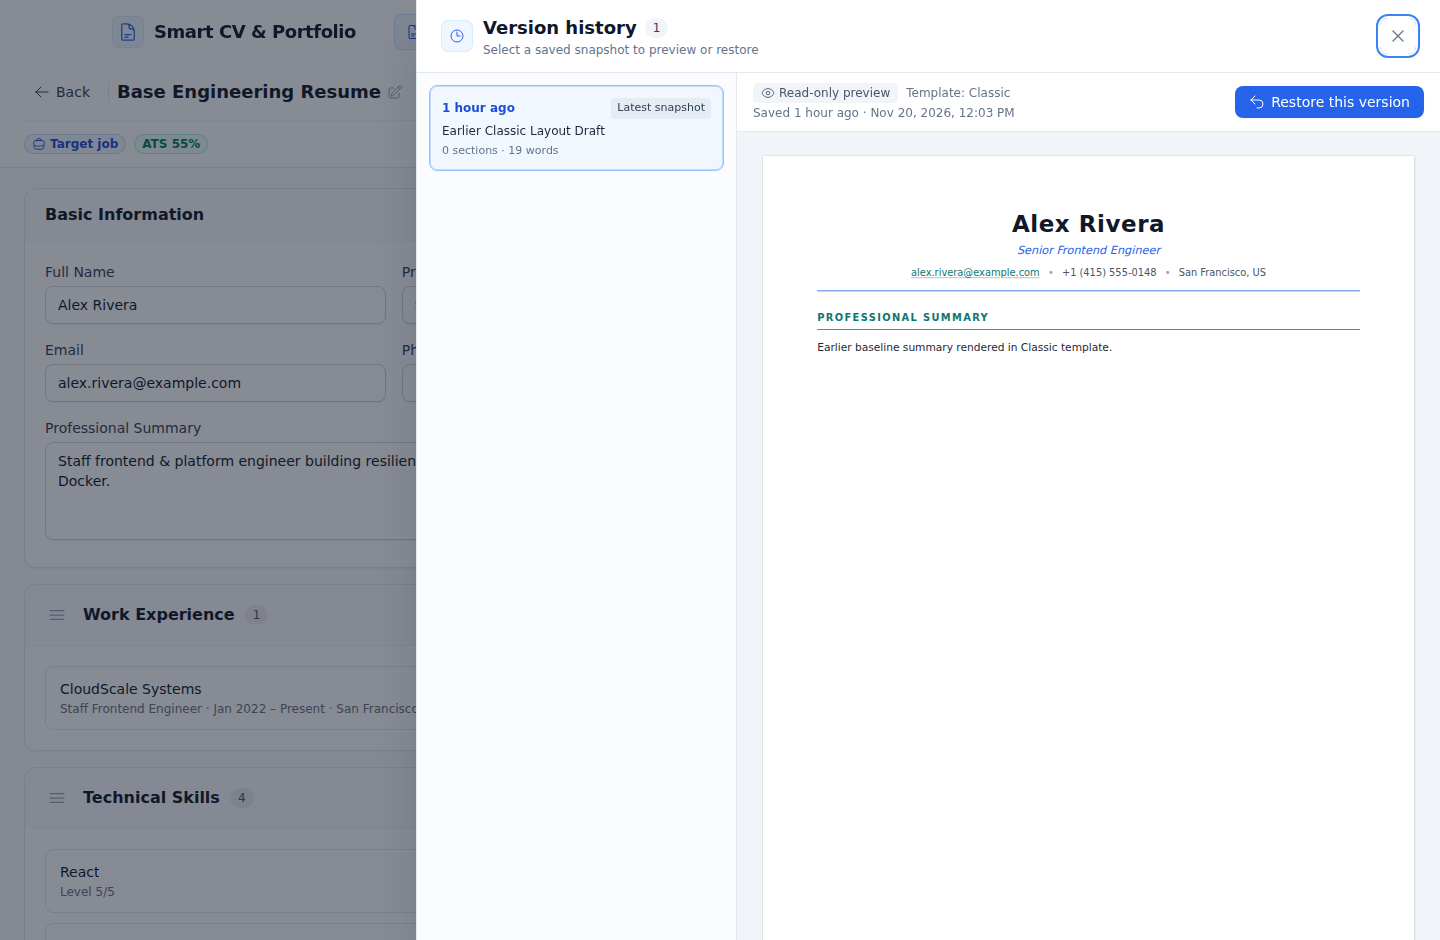 Smart CV & Portfolio
Back
Base Engineering Resume
Target job
ATS 55%
Basic Information
Full Name
Alex Rivera
Email
alex.rivera@example.com
Professional Summary
Staff frontend & platform engineer building
Docker.
Work Experience
1
CloudScale Systems
Staff Frontend Engineer · Jan 2022 – Present · San Francisco
Technical Skills
4
React
Level 5/5
Version history
1
Select a saved snapshot to preview or restore
1 hour ago
Latest snapshot
Earlier Classic Layout Draft
0 sections · 19 words
Read-only preview
Template: Classic
Saved 1 hour ago · Nov 20, 2026, 12:03 PM
Restore this version
Alex Rivera
Senior Frontend Engineer
alex.rivera@example.com • +1 (415) 555-0148 • San Francisco, US
PROFESSIONAL SUMMARY
Earlier baseline summary rendered in Classic template.